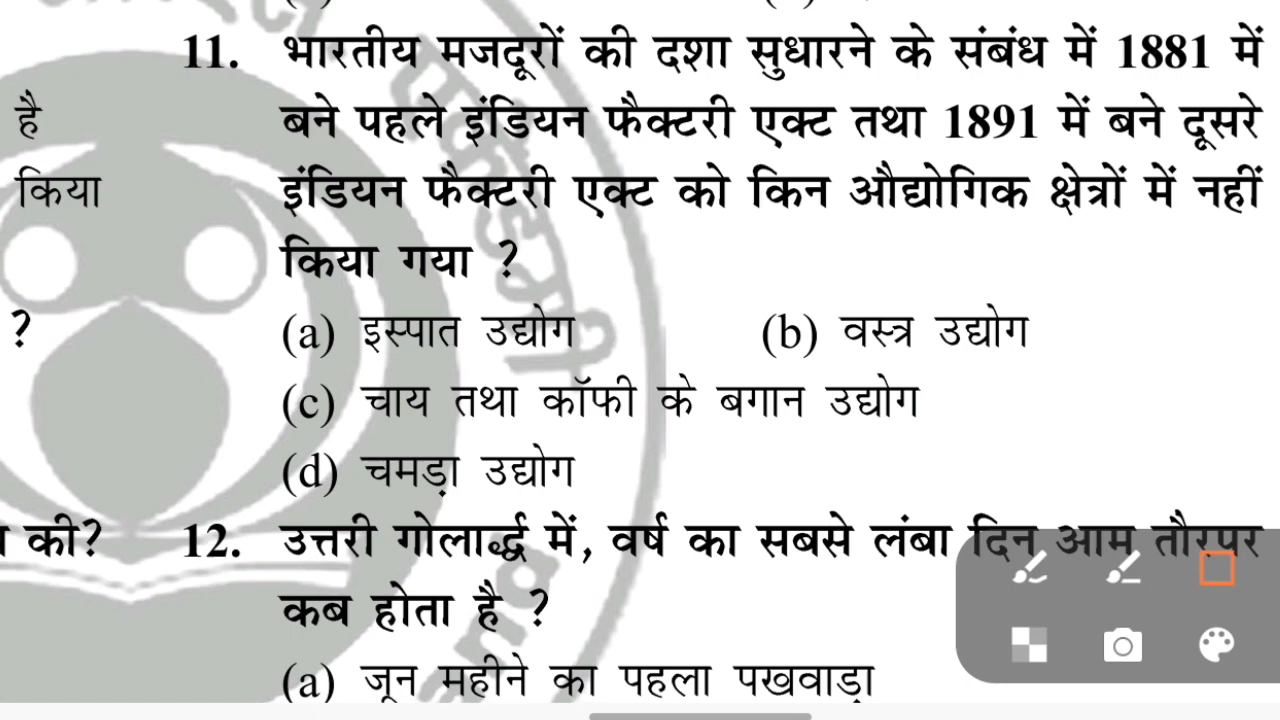 11. भारतीय मजदूरों की दशा सुधारने के संबंध में 1881 में
है
बने पहले इंडियन फैक्टरी एक्ट तथा 1891 में बने दूसरे
किया
इंडियन फैक्टरी एक्ट को किन औद्योगिक क्षेत्रों में नहीं
किया गया ?
?
(a) इस्पात उद्योग (b) वस्त्र उद्योग
(c) चाय तथा कॉफी के बगान उद्योग
(d) चमड़ा उद्योग
की?
12. उत्तरी गोलार्द्ध में, वर्ष का सबसे लंबा दिन आम तौरपर
कब होता है ?
(a) जून महीने का पहला पखवाड़ा